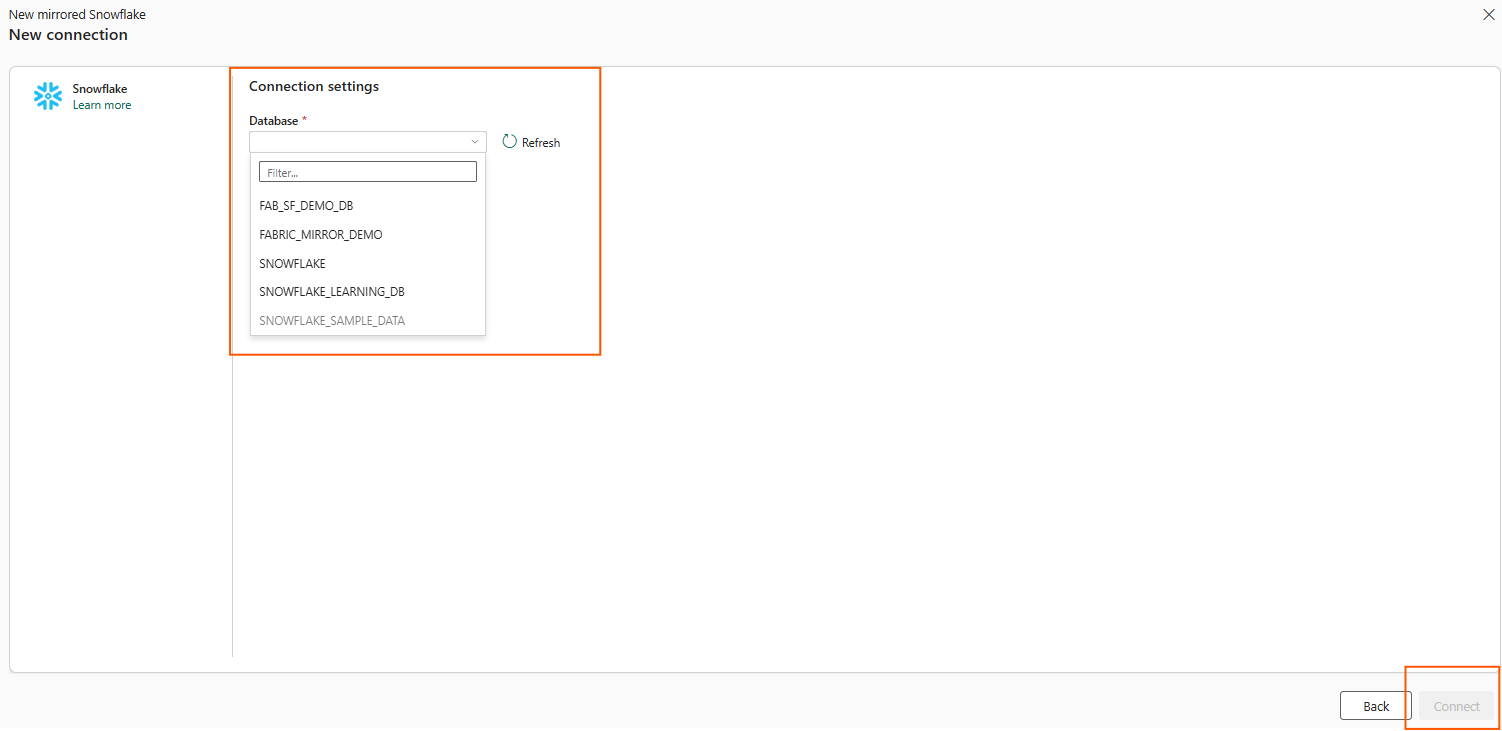 New mirrored Snowflake
New connection
Snowflake
Learn more
Connection settings
Database *
Refresh
Filter...
FAB_SF_DEMO_DB
FABRIC_MIRROR_DEMO
SNOWFLAKE
SNOWFLAKE_LEARNING_DB
SNOWFLAKE_SAMPLE_DATA
Back
Connect